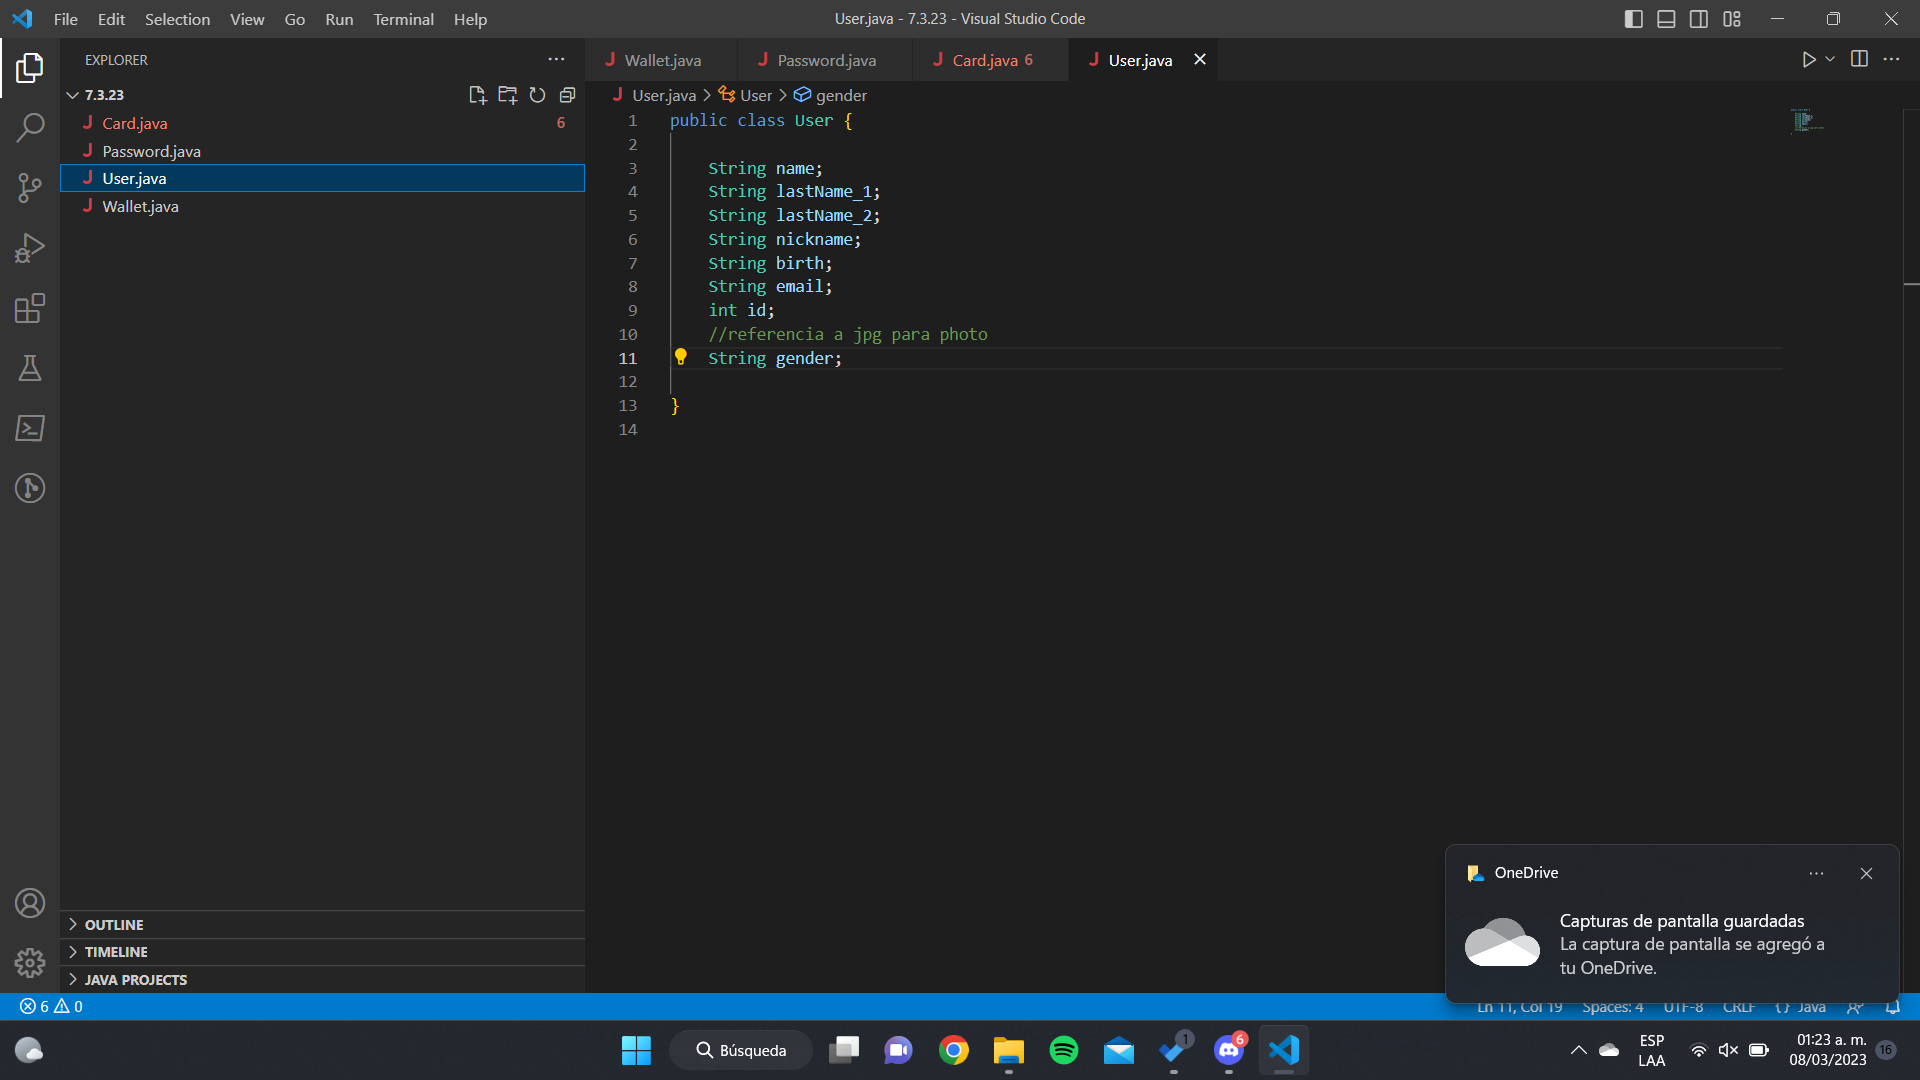 File Edit Selection View Go Run Terminal Help
User.java - 7.3.23 - Visual Studio Code
EXPLORER
7.3.23
Card.java 6
Password.java
User.java
Wallet.java
OUTLINE
TIMELINE
JAVA PROJECTS
Wallet.java Password.java Card.java 6 User.java
User.java User gender
1 public class User {
2
3 String name;
4 String lastName_1;
5 String lastName_2;
6 String nickname;
7 String birth;
8 String email;
9 int id;
10 //referencia a jpg para photo
11 String gender;
12
13 }
14
OneDrive
Capturas de pantalla guardadas
La captura de pantalla se agregó a
tu OneDrive.
6 0
Ln 11, Col 19 Spaces: 4 UTF-8 CRLF {} Java
Búsqueda
1
6
ESP
LAA
01:23 a. m.
08/03/2023
16